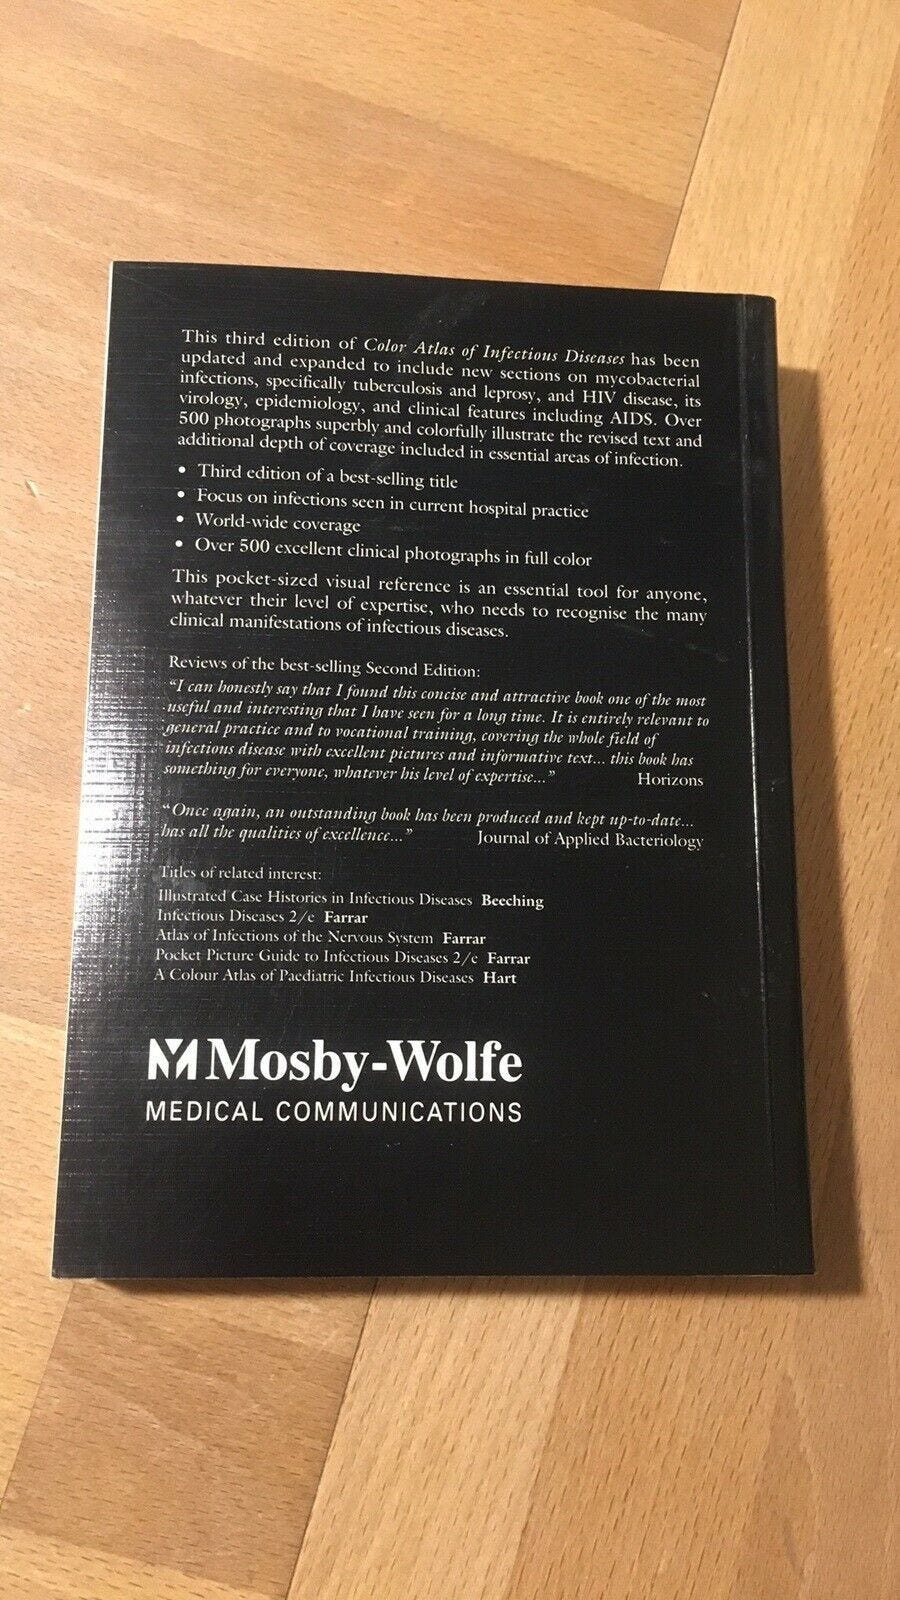 This third edition of Color Atlas of Infectious Diseases has been
updated and expanded to include new sections on mycobacterial
infections, specifically tuberculosis and leprosy, and HIV disease, its
virology, epidemiology, and clinical features including AIDS. Over
500 photographs superbly and colorfully illustrate the revised text and
additional depth of coverage included in essential areas of infection.
• Third edition of a best-selling title
• Focus on infections seen in current hospital practice
• World-wide coverage
• Over 500 excellent clinical photographs in full color
This pocket-sized visual reference is an essential tool for anyone,
whatever their level of expertise, who needs to recognise the many
clinical manifestations of infectious diseases.
Reviews of the best-selling Second Edition:
“I can honestly say that I found this concise and attractive book one of the most
useful and interesting that I have seen for a long time. It is entirely relevant to
general practice and to vocational training, covering the whole field of
infectious disease with excellent pictures and informative text... this book has
something for everyone, whatever his level of expertise...” Horizons
“Once again, an outstanding book has been produced and kept up-to-date...
has all the qualities of excellence...” Journal of Applied Bacteriology
Titles of related interest:
Illustrated Case Histories in Infectious Diseases Beeching
Infectious Diseases 2/e Farrar
Atlas of Infections of the Nervous System Farrar
Pocket Picture Guide to Infectious Diseases 2/e Farrar
A Colour Atlas of Paediatric Infectious Diseases Hart
M Mosby-Wolfe
MEDICAL COMMUNICATIONS